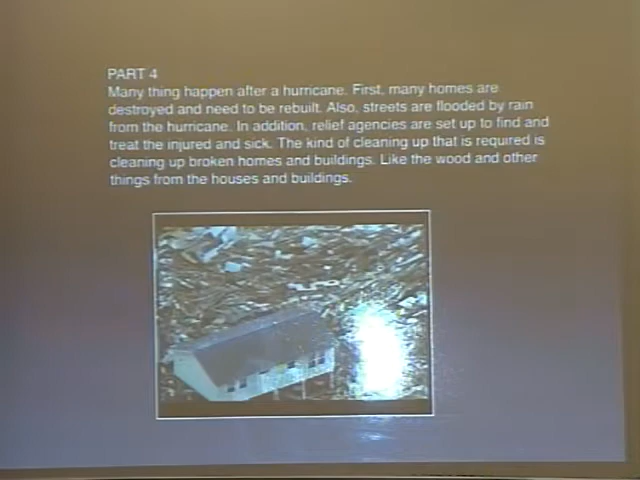 PART 4
Many thing happen after a hurricane. First, many homes are
destroyed and need to be rebuilt. Also, streets are flooded by rain
from the hurricane. In addition, relief agencies are set up to find and
treat the injured and sick. The kind of cleaning up that is required is
cleaning up broken homes and buildings. Like the wood and other
things from the houses and buildings.